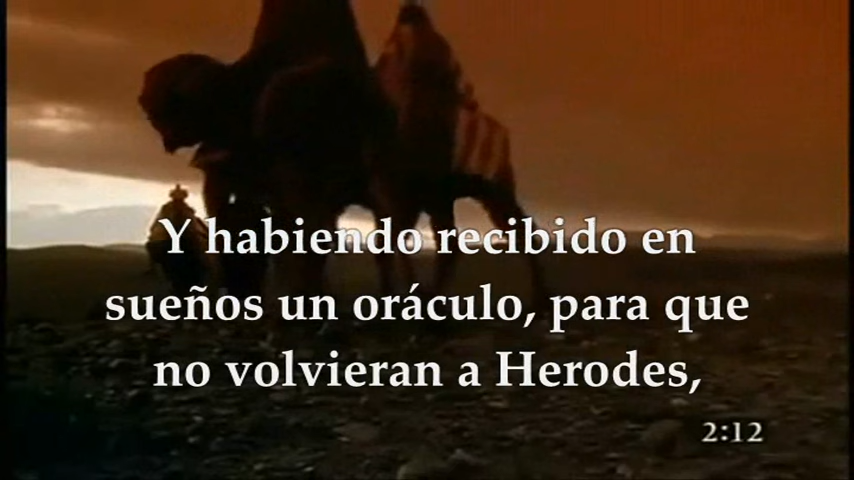 Y habiendo recibido en
sueños un oráculo, para que
no volvieran a Herodes,
2:12